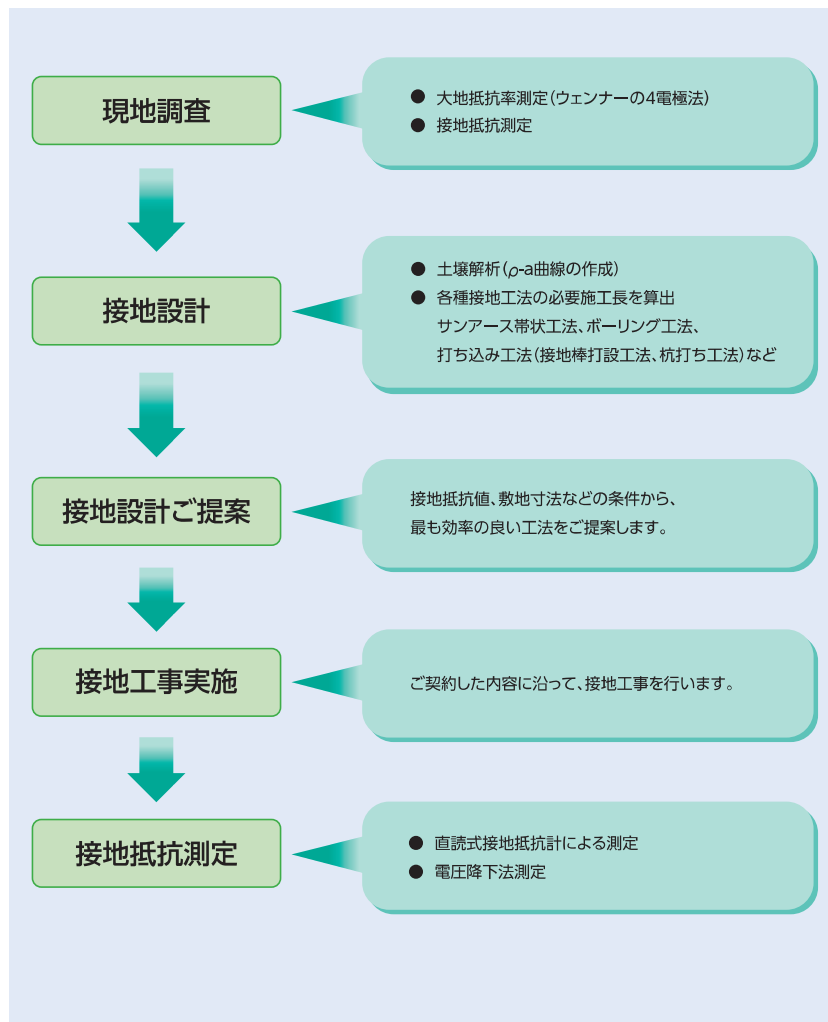 現地調査
● 大地抵抗率測定(ウェンナーの4電極法)
● 接地抵抗測定
接地設計
● 土壌解析(ρ-a曲線の作成)
● 各種接地工法の必要施工長を算出
サンアース帯状工法、ボーリング工法、
打ち込み工法(接地棒打設工法、杭打ち工法)など
接地設計ご提案
接地抵抗値、敷地寸法などの条件から、
最も効率の良い工法をご提案します。
接地工事実施
ご契約した内容に沿って、接地工事を行います。
接地抵抗測定
● 直読式接地抵抗計による測定
● 電圧降下法測定